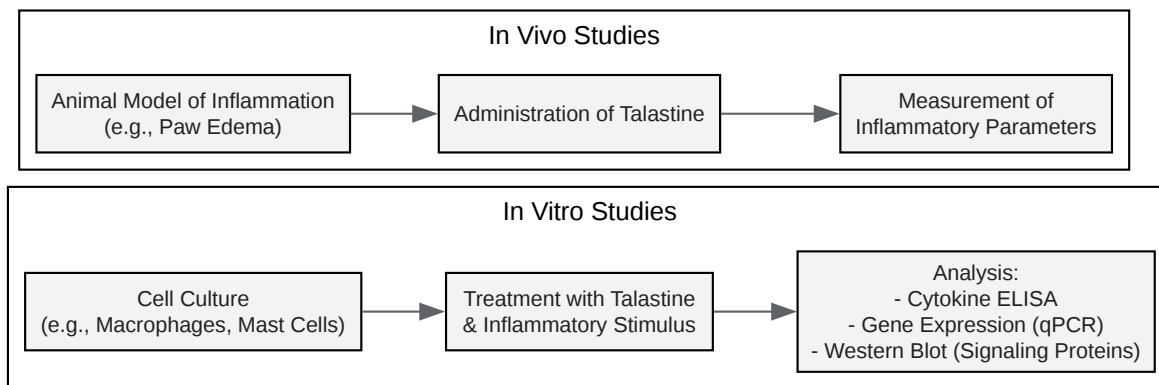 In Vivo Studies
Animal Model of Inflammation
(e.g., Paw Edema)
Administration of Talastine
Measurement of
Inflammatory Parameters
In Vitro Studies
Cell Culture
(e.g., Macrophages, Mast Cells)
Treatment with Talastine
& Inflammatory Stimulus
Analysis:
- Cytokine ELISA
- Gene Expression (qPCR)
- Western Blot (Signaling Proteins)